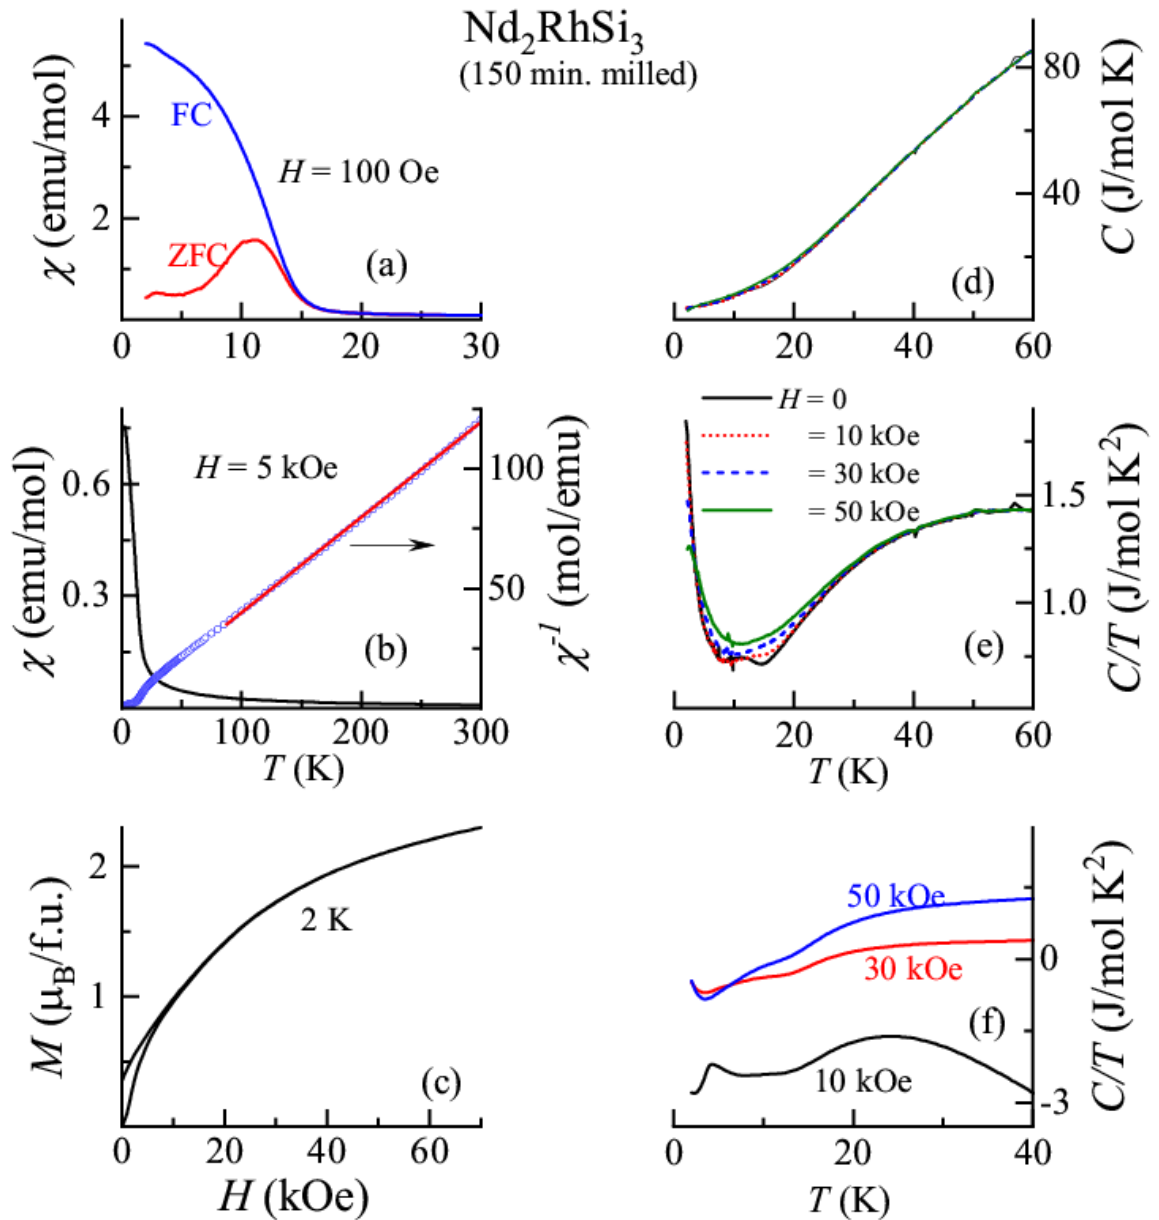 Nd₂RhSi₃
(150 min. milled)
χ (emu/mol)
4
2
FC
ZFC
H = 100 Oe
(a)
0
10
20
30
80
40
C (J/mol K)
(d)
0
20
40
60
χ (emu/mol)
0.6
0.3
H = 5 kOe
(b)
100
50
χ⁻¹ (mol/emu)
0
100
200
300
T (K)
H = 0
= 10 kOe
= 30 kOe
= 50 kOe
(e)
1.5
1.0
C/T (J/mol K²)
0
20
40
60
T (K)
M (μ_B/f.u.)
2
1
2 K
(c)
0
20
40
60
H (kOe)
50 kOe
30 kOe
10 kOe
(f)
0
-3
C/T (J/mol K²)
0
20
40
T (K)